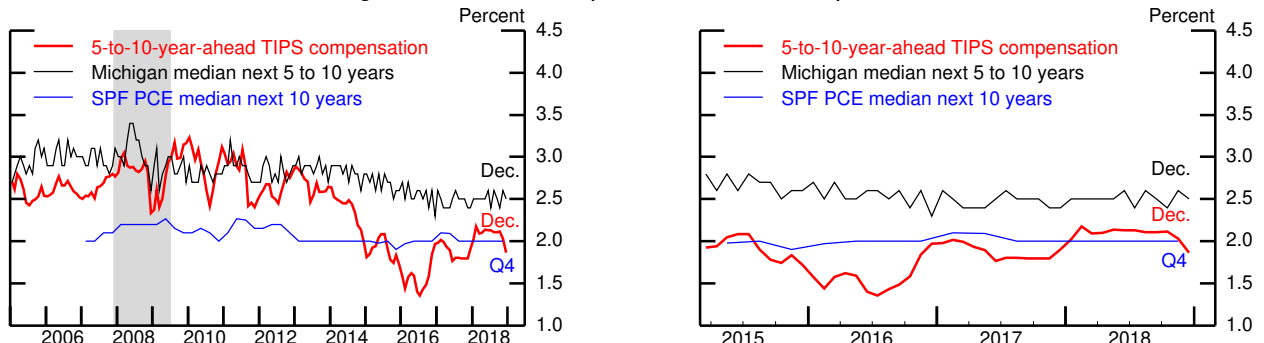 Percent
4.5
5-to-10-year-ahead TIPS compensation
Michigan median next 5 to 10 years
4.0
SPF PCE median next 10 years
3.5
3.0
Dec.
2.5
Dec.
2.0
Q4
1.5
1.0
2006 2008 2010 2012 2014 2016 2018
Percent
4.5
5-to-10-year-ahead TIPS compensation
Michigan median next 5 to 10 years
4.0
SPF PCE median next 10 years
3.5
3.0
Dec.
2.5
Dec.
2.0
Q4
1.5
1.0
2015 2016 2017 2018